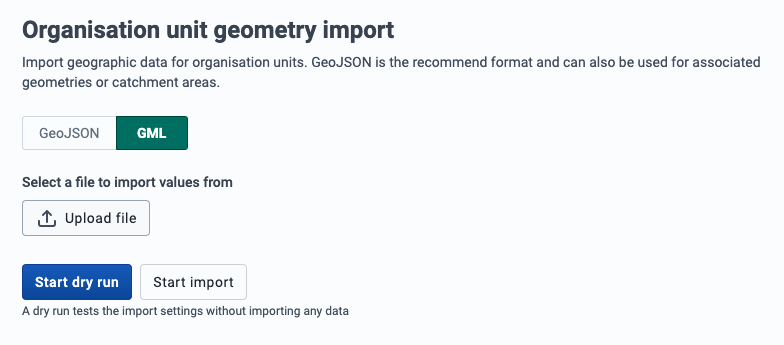 Organisation unit geometry import
Import geographic data for organisation units. GeoJSON is the recommend format and can also be used for associated
geometries or catchment areas.
GeoJSON GML
Select a file to import values from
Upload file
Start dry run Start import
A dry run tests the import settings without importing any data